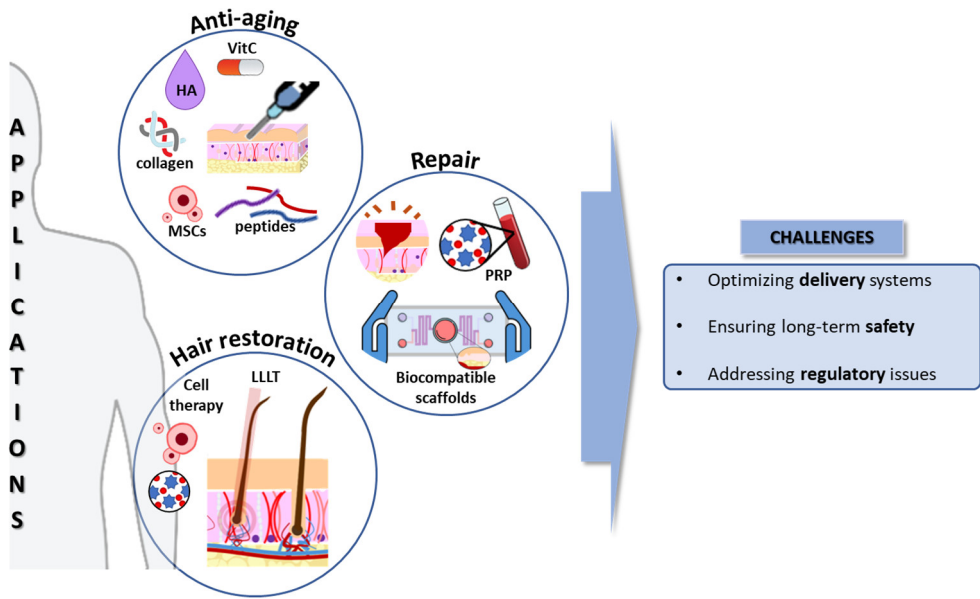 APPLICATIONS
Anti-aging
VitC
HA
collagen
MSCs
peptides
Repair
PRP
Biocompatible
scaffolds
Hair restoration
Cell
therapy
LLLT
CHALLENGES
• Optimizing delivery systems
• Ensuring long-term safety
• Addressing regulatory issues